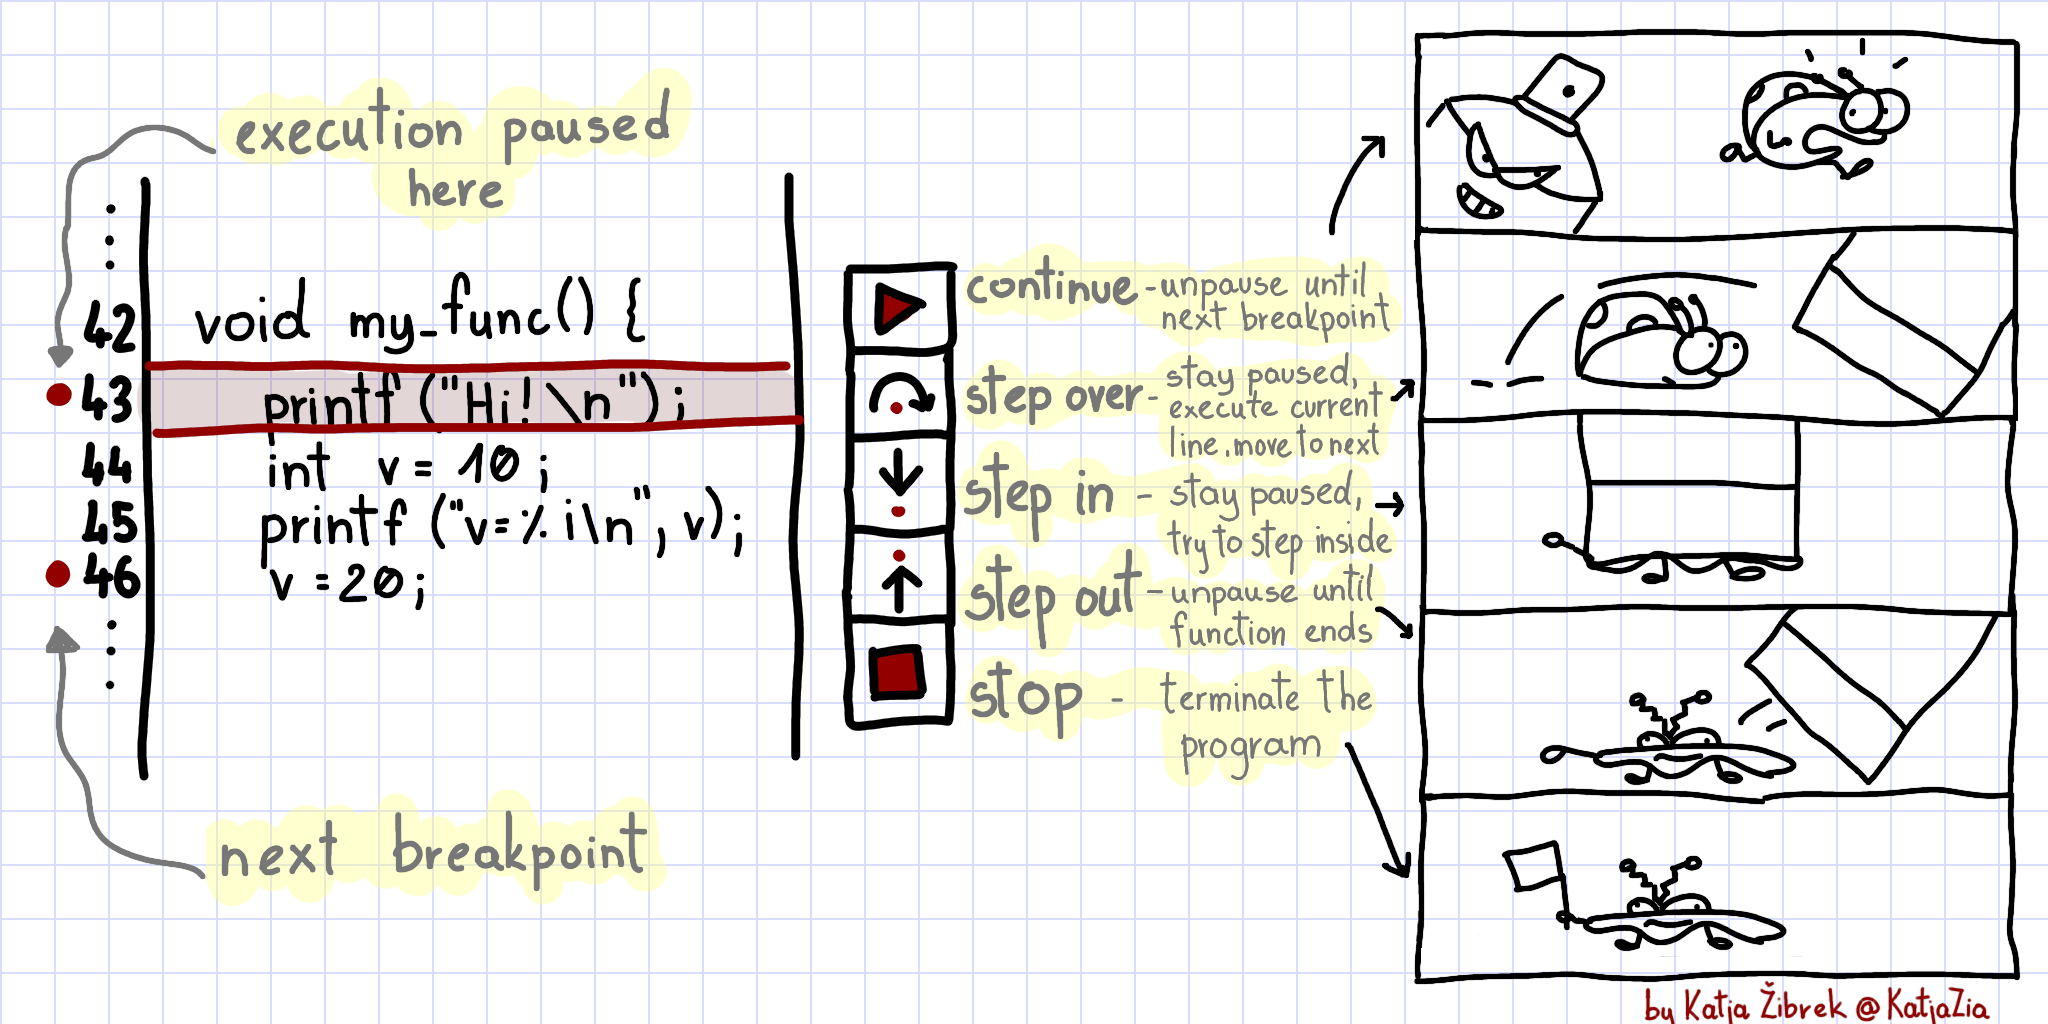 execution paused
here
42 void my_func() {
43 printf ("Hi! \n");
44 int v = 10;
45 printf ("v=%i\n", v);
46 v = 20;
next breakpoint
continue - unpause until
next breakpoint
step over - stay paused,
execute current
line, move to next
step in - stay paused,
try to step inside
step out - unpause until
function ends
stop - terminate the
program
by Katja Žibrek @KatjaZia